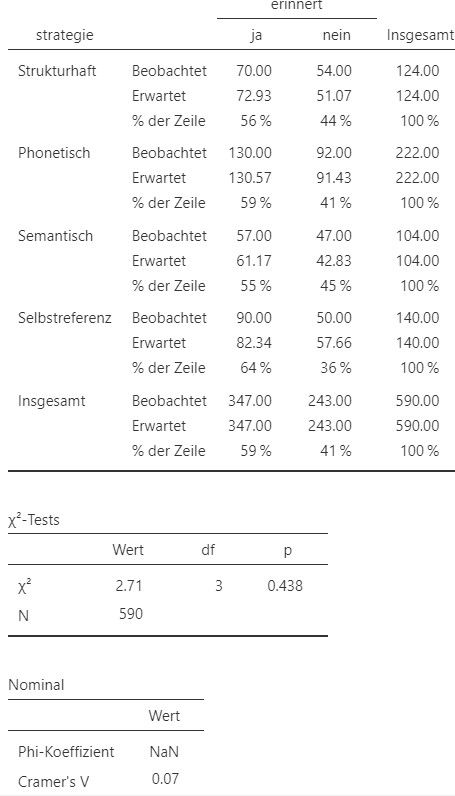 erinnert
strategie ja nein Insgesamt
Strukturhaft Beobachtet 70.00 54.00 124.00
Erwartet 72.93 51.07 124.00
% der Zeile 56 % 44 % 100 %
Phonetisch Beobachtet 130.00 92.00 222.00
Erwartet 130.57 91.43 222.00
% der Zeile 59 % 41 % 100 %
Semantisch Beobachtet 57.00 47.00 104.00
Erwartet 61.17 42.83 104.00
% der Zeile 55 % 45 % 100 %
Selbstreferenz Beobachtet 90.00 50.00 140.00
Erwartet 82.34 57.66 140.00
% der Zeile 64 % 36 % 100 %
Insgesamt Beobachtet 347.00 243.00 590.00
Erwartet 347.00 243.00 590.00
% der Zeile 59 % 41 % 100 %
χ²-Tests
Wert df p
χ² 2.71 3 0.438
N 590
Nominal
Wert
Phi-Koeffizient NaN
Cramer's V 0.07